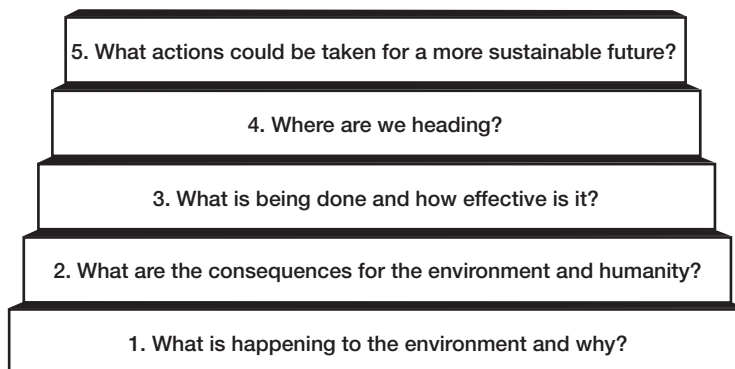 5. What actions could be taken for a more sustainable future?
4. Where are we heading?
3. What is being done and how effective is it?
2. What are the consequences for the environment and humanity?
1. What is happening to the environment and why?